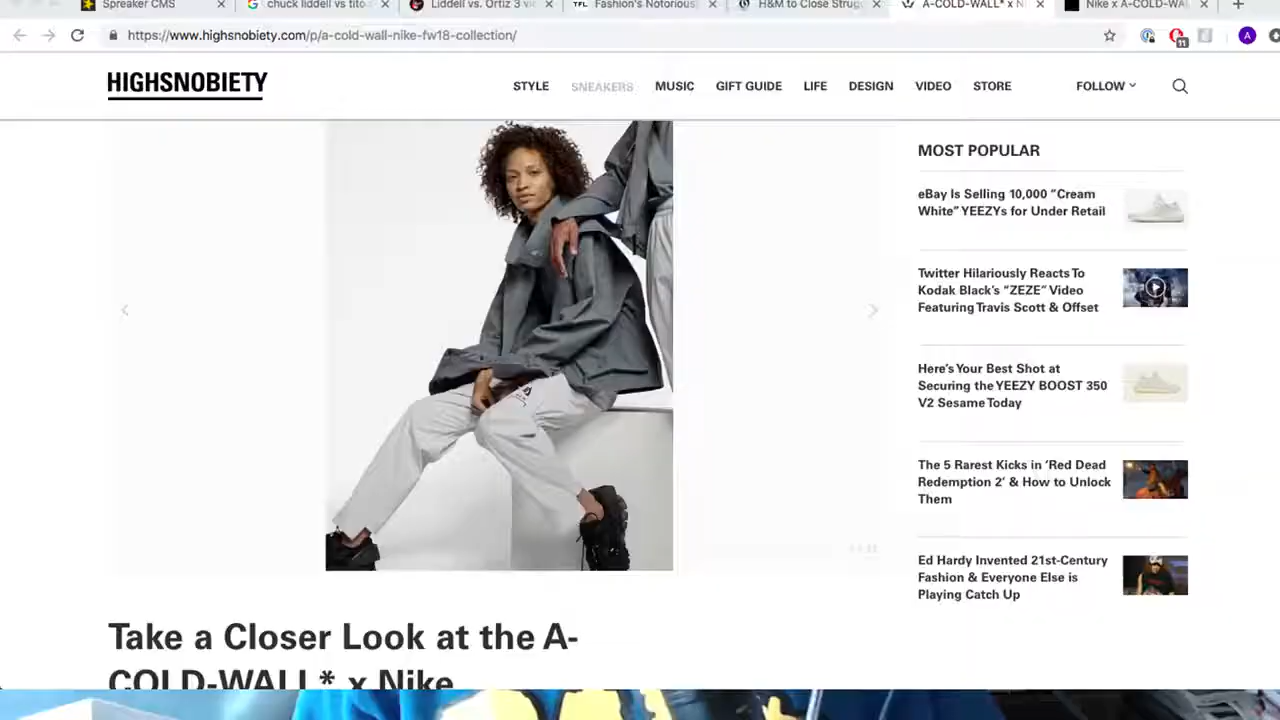 Spreaker CMS
chuck liddell vs tito
Liddell vs. Ortiz 3 vi
TFL
Fashion's Notorious
H&M to Close Strug
A-COLD-WALL* x Ni
Nike x A-COLD-WAL
https://www.highsnobiety.com/p/a-cold-wall-nike-fw18-collection/
11
A
HIGHSNOBIETY
STYLE
SNEAKERS
MUSIC
GIFT GUIDE
LIFE
DESIGN
VIDEO
STORE
FOLLOW
MOST POPULAR
eBay Is Selling 10,000 "Cream
White" YEEZYs for Under Retail
Twitter Hilariously Reacts To
Kodak Black's "ZEZE" Video
Featuring Travis Scott & Offset
Here's Your Best Shot at
Securing the YEEZY BOOST 350
V2 Sesame Today
The 5 Rarest Kicks in 'Red Dead
Redemption 2' & How to Unlock
Them
Ed Hardy Invented 21st-Century
Fashion & Everyone Else is
Playing Catch Up
Take a Closer Look at the A-
COLD-WALL* x Nike